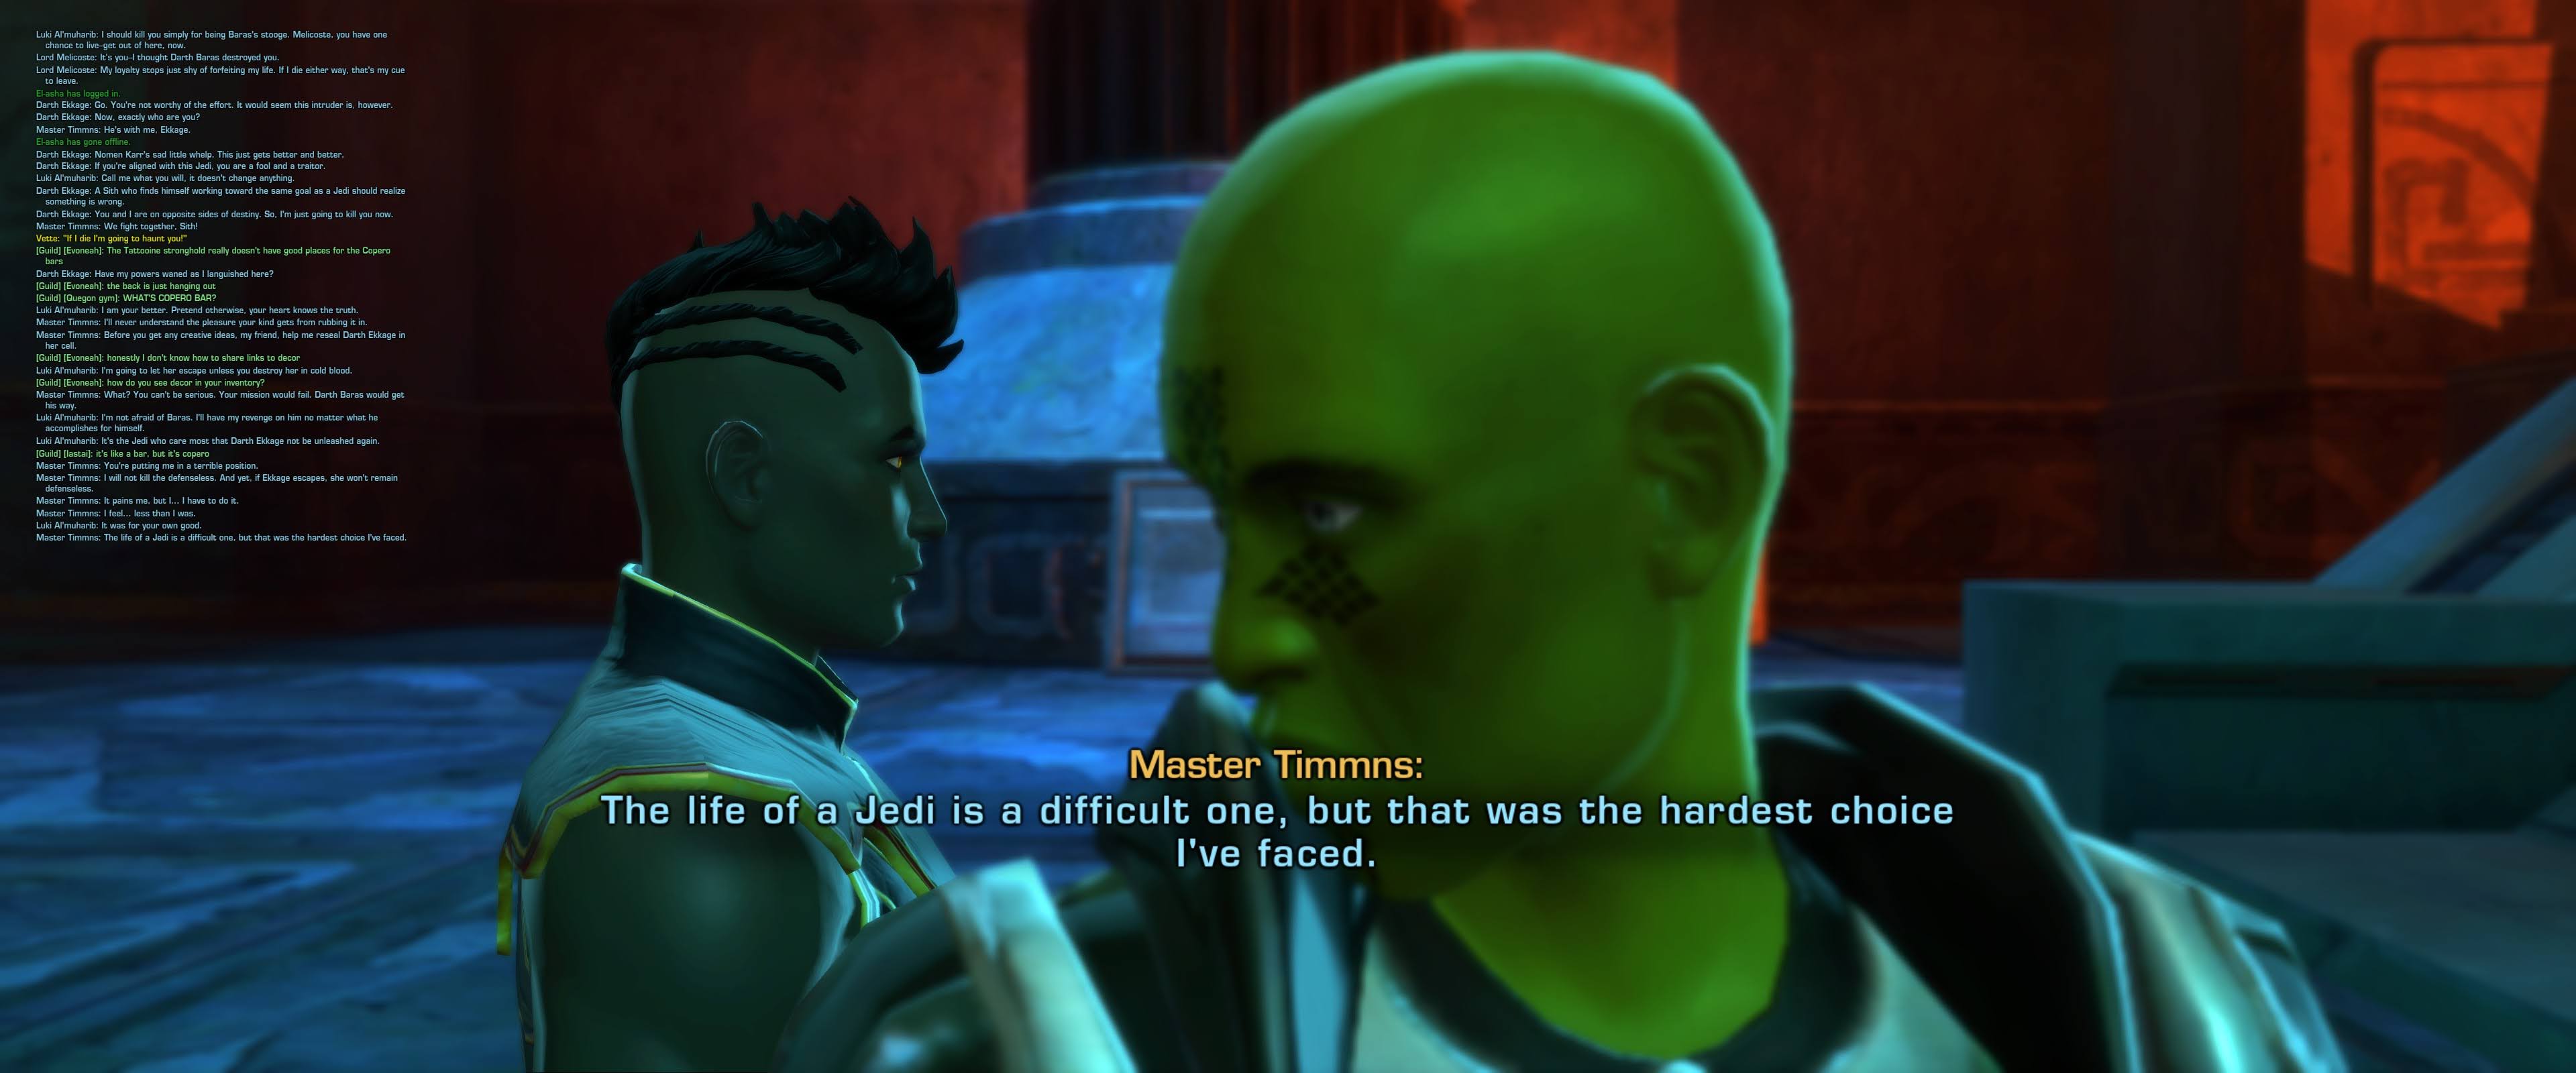 Luki Al'muharib: I should kill you simply for being Baras's stooge. Melicoste, you have one
chance to live-get out of here, now.
Lord Melicoste: It's you-I thought Darth Baras destroyed you.
Lord Melicoste: My loyalty stops just shy of forfeiting my life. If I die either way, that's my cue
to leave.
El-asha has logged in.
Darth Ekkage: Go. You're not worthy of the effort. It would seem this intruder is, however.
Darth Ekkage: Now, exactly who are you?
Master Timmns: He's with me, Ekkage.
El-asha has gone offline.
Darth Ekkage: Nomen Karr's sad little whelp. This just gets better and better.
Darth Ekkage: If you're aligned with this Jedi, you are a fool and a traitor.
Luki Al'muharib: Call me what you will, it doesn't change anything.
Darth Ekkage: A Sith who finds himself working toward the same goal as a Jedi should realize
something is wrong.
Darth Ekkage: You and I are on opposite sides of destiny. So, I'm just going to kill you now.
Master Timmns: We fight together, Sith!
Vette: "If I die I'm going to haunt you!"
[Guild] [Evoneah]: The Tattooine stronghold really doesn't have good places for the Copero
bars
Darth Ekkage: Have my powers waned as I languished here?
[Guild] [Evoneah]: the back is just hanging out
[Guild] [Quegon gym]: WHAT'S COPERO BAR?
Luki Al'muharib: I am your better. Pretend otherwise, your heart knows the truth.
Master Timmns: I'll never understand the pleasure your kind gets from rubbing it in.
Master Timmns: Before you get any creative ideas, my friend, help me reseal Darth Ekkage in
her cell.
[Guild] [Evoneah]: honestly I don't know how to share links to decor
Luki Al'muharib: I'm going to let her escape unless you destroy her in cold blood.
[Guild] [Evoneah]: how do you see decor in your inventory?
Master Timmns: What? You can't be serious. Your mission would fail. Darth Baras would get
his way.
Luki Al'muharib: I'm not afraid of Baras. I'll have my revenge on him no matter what he
accomplishes for himself.
Luki Al'muharib: It's the Jedi who care most that Darth Ekkage not be unleashed again.
[Guild] [Iastai]: it's like a bar, but it's copero
Master Timmns: You're putting me in a terrible position.
Master Timmns: I will not kill the defenseless. And yet, if Ekkage escapes, she won't remain
defenseless.
Master Timmns: It pains me, but I... I have to do it.
Master Timmns: I feel... less than I was.
Luki Al'muharib: It was for your own good.
Master Timmns: The life of a Jedi is a difficult one, but that was the hardest choice I've faced.
Master Timmns:
The life of a Jedi is a difficult one, but that was the hardest choice
I've faced.